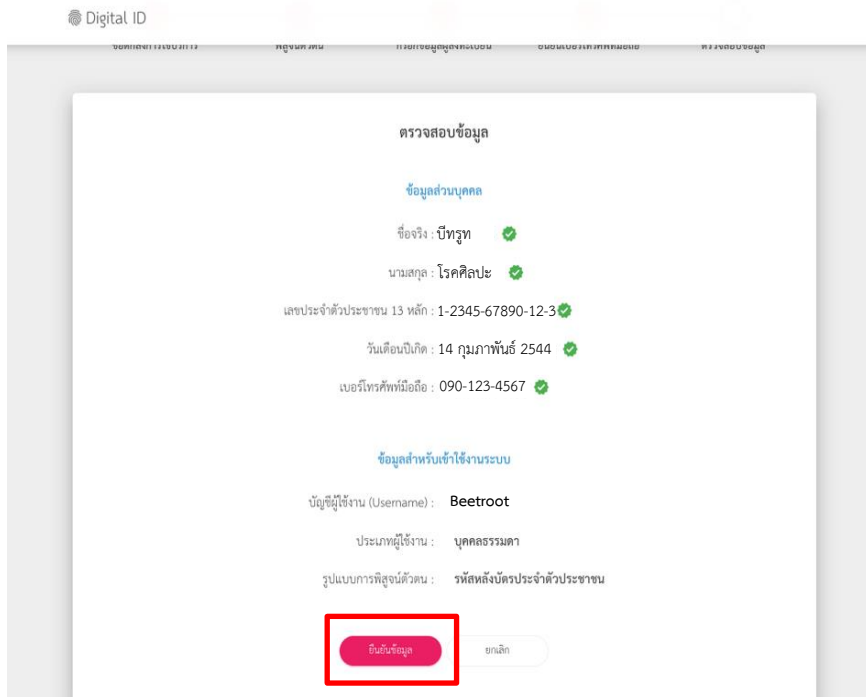 Digital ID
ตรวจสอบข้อมูล
ข้อมูลส่วนบุคคล
ชื่อจริง : บีทรูท
นามสกุล : โรคศิลปะ
เลขประจำตัวประชาชน 13 หลัก : 1-2345-67890-12-3
วันเดือนปีเกิด : 14 กุมภาพันธ์ 2544
เบอร์โทรศัพท์มือถือ : 090-123-4567
ข้อมูลสำหรับเข้าใช้งานระบบ
บัญชีผู้ใช้งาน (Username) : Beetroot
ประเภทผู้ใช้งาน : บุคคลธรรมดา
รูปแบบการพิสูจน์ตัวตน : รหัสหลังบัตรประจำตัวประชาชน
ยืนยันข้อมูล ยกเลิก